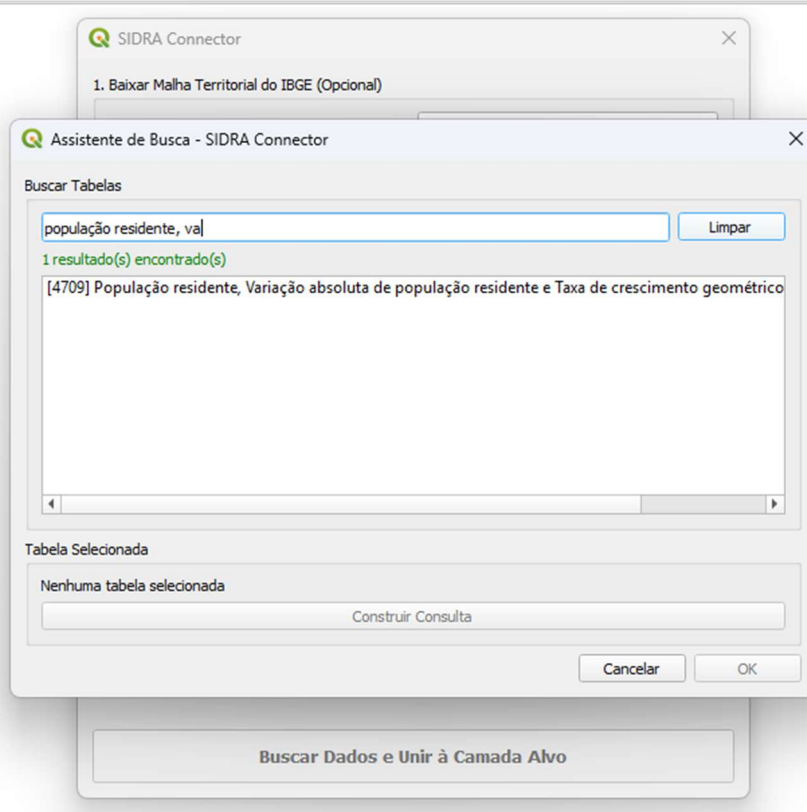 SIDRA Connector
1. Baixar Malha Territorial do IBGE (Opcional)
Assistente de Busca - SIDRA Connector
Buscar Tabelas
população residente, va
Limpar
1 resultado(s) encontrado(s)
[4709] População residente, Variação absoluta de população residente e Taxa de crescimento geométrico
Tabela Selecionada
Nenhuma tabela selecionada
Construir Consulta
Cancelar
OK
Buscar Dados e Unir à Camada Alvo